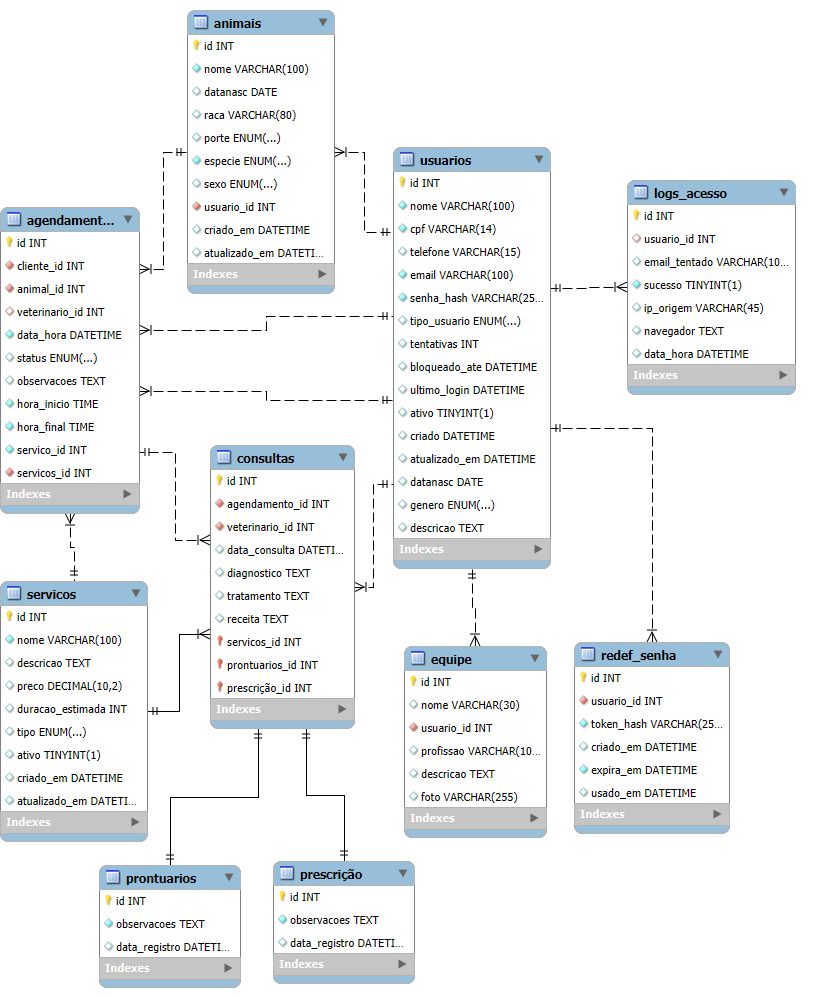 animais
id INT
nome VARCHAR(100)
datanasc DATE
raca VARCHAR(80)
porte ENUM(...)
especie ENUM(...)
sexo ENUM(...)
usuario_id INT
criado_em DATETIME
atualizado_em DATETI...
Indexes
usuarios
id INT
nome VARCHAR(100)
cpf VARCHAR(14)
telefone VARCHAR(15)
email VARCHAR(100)
senha_hash VARCHAR(25...
tipo_usuario ENUM(...)
tentativas INT
bloqueado_ate DATETIME
ultimo_login DATETIME
ativo TINYINT(1)
criado DATETIME
atualizado_em DATETIME
datanasc DATE
genero ENUM(...)
descricao TEXT
Indexes
logs_acesso
id INT
usuario_id INT
email_tentado VARCHAR(10...
sucesso TINYINT(1)
ip_origem VARCHAR(45)
navegador TEXT
data_hora DATETIME
Indexes
agendament...
id INT
cliente_id INT
animal_id INT
veterinario_id INT
data_hora DATETIME
status ENUM(...)
observacoes TEXT
hora_inicio TIME
hora_final TIME
servico_id INT
servicos_id INT
Indexes
consultas
id INT
agendamento_id INT
veterinario_id INT
data_consulta DATETI...
diagnostico TEXT
tratamento TEXT
receita TEXT
servicos_id INT
prontuarios_id INT
prescrição_id INT
Indexes
servicos
id INT
nome VARCHAR(100)
descricao TEXT
preco DECIMAL(10,2)
duracao_estimada INT
tipo ENUM(...)
ativo TINYINT(1)
criado_em DATETIME
atualizado_em DATETI...
Indexes
equipe
id INT
nome VARCHAR(30)
usuario_id INT
profissao VARCHAR(10...
descricao TEXT
foto VARCHAR(255)
Indexes
redef_senha
id INT
usuario_id INT
token_hash VARCHAR(25...
criado_em DATETIME
expira_em DATETIME
usado_em DATETIME
Indexes
prontuarios
id INT
observacoes TEXT
data_registro DATETI...
Indexes
prescrição
id INT
observacoes TEXT
data_registro DATETI...
Indexes